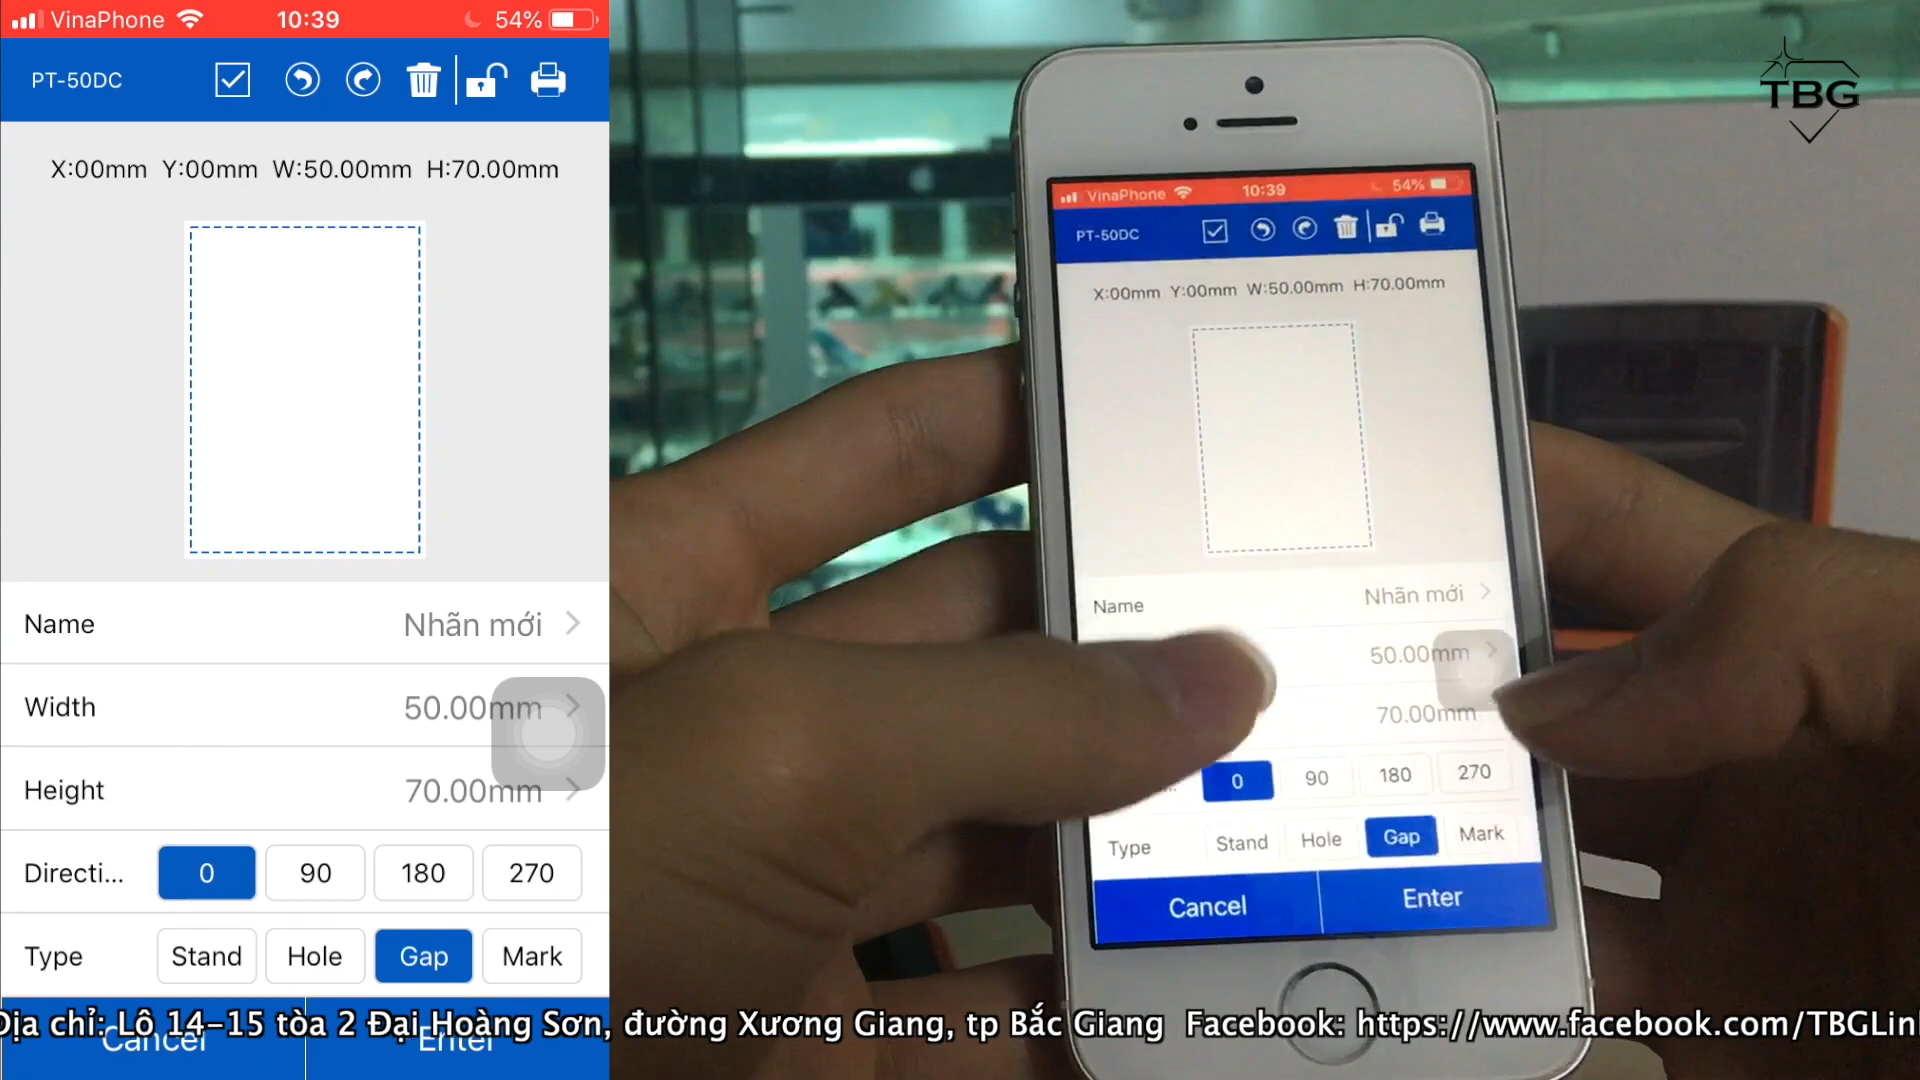 VinaPhone 10:39 54%
PT-50DC
X:00mm Y:00mm W:50.00mm H:70.00mm
Name Nhãn mới
Width 50.00mm
Height 70.00mm
Directi... 0 90 180 270
Type Stand Hole Gap Mark
Cancel Enter
TBG
VinaPhone 10:39 54%
PT-50DC
X:00mm Y:00mm W:50.00mm H:70.00mm
Name Nhãn mới
50.00mm
70.00mm
0 90 180 270
Type Stand Hole Gap Mark
Cancel Enter
Địa chỉ: Lô 14-15 tòa 2 Đại Hoàng Sơn, đường Xương Giang, tp Bắc Giang Facebook: https://www.facebook.com/TBGLin